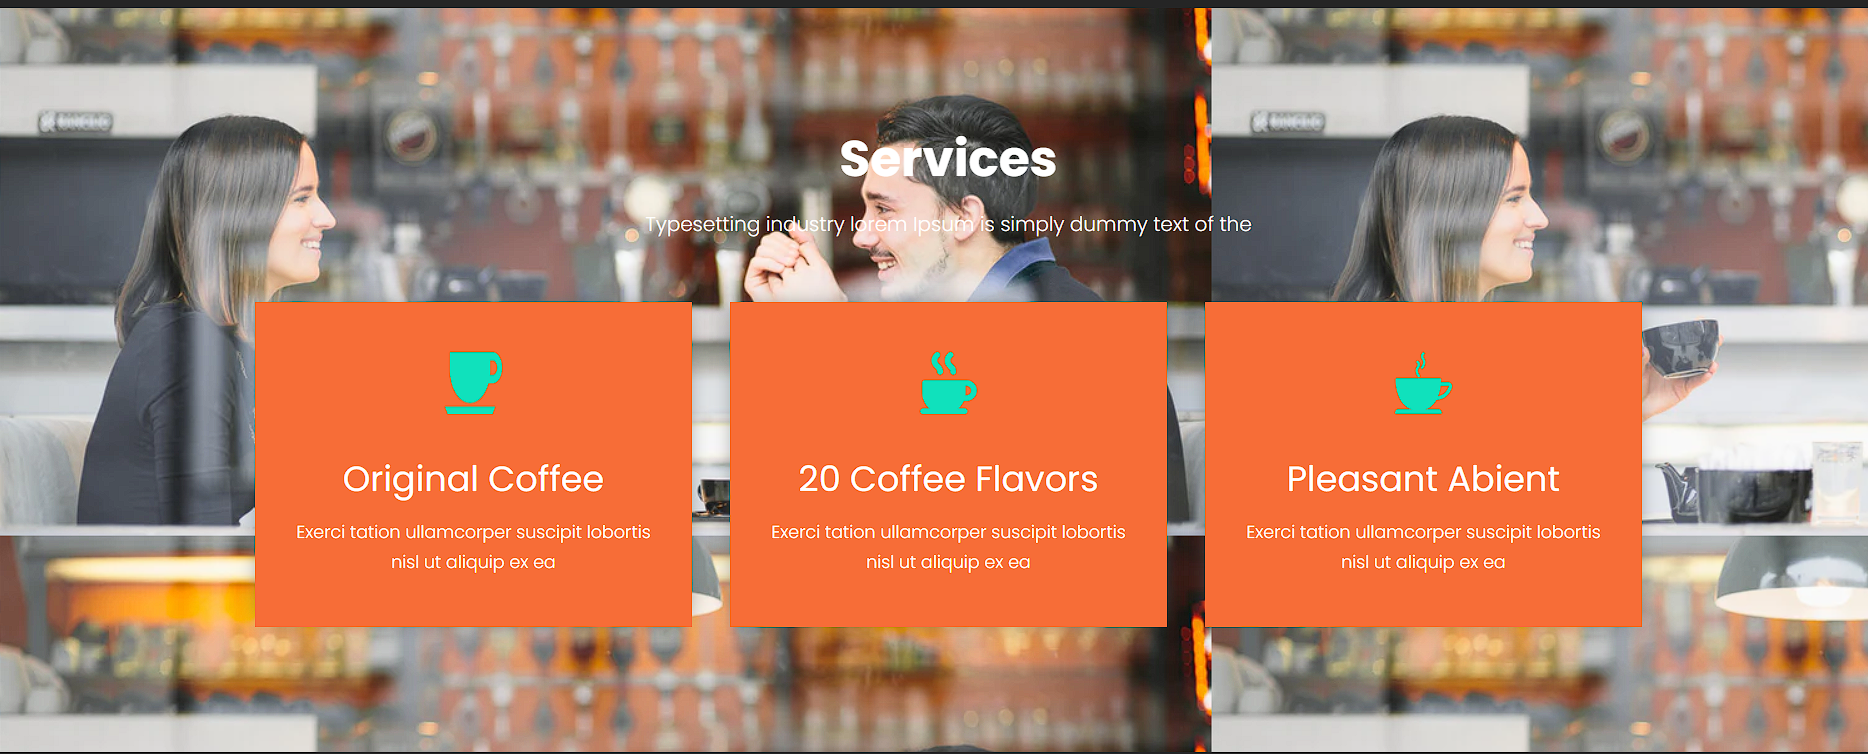 Services
Typesetting industry lorem Ipsum is simply dummy text of the
Original Coffee
Exerci tation ullamcorper suscipit lobortis
nisl ut aliquip ex ea
20 Coffee Flavors
Exerci tation ullamcorper suscipit lobortis
nisl ut aliquip ex ea
Pleasant Abient
Exerci tation ullamcorper suscipit lobortis
nisl ut aliquip ex ea